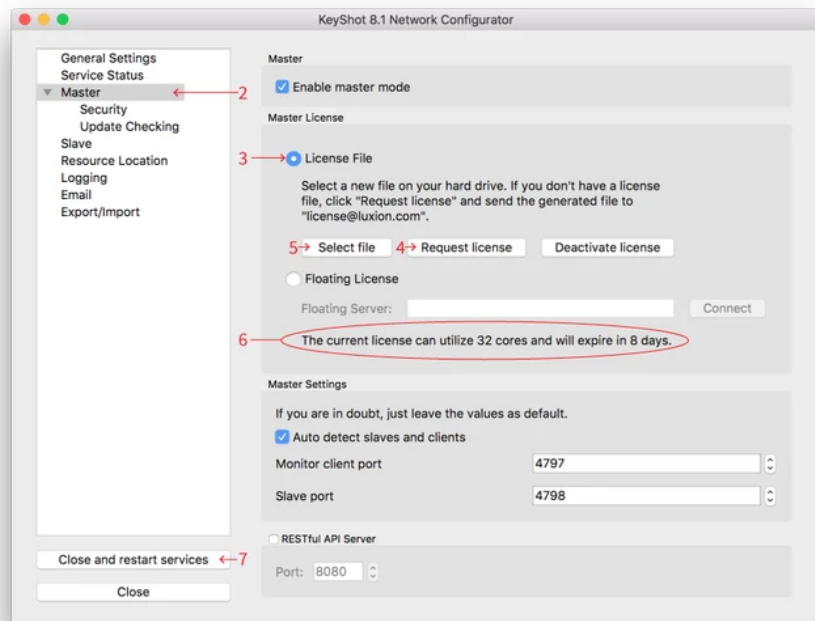 KeyShot 8.1 Network Configurator
General Settings
Service Status
Master
2
Security
Update Checking
Slave
Resource Location
Logging
Email
Export/Import
Close and restart services
7
Close
Master
Enable master mode
Master License
3
License File
Select a new file on your hard drive. If you don't have a license
file, click "Request license" and send the generated file to
"license@luxion.com".
5 Select file 4 Request license Deactivate license
Floating License
Floating Server: Connect
6 The current license can utilize 32 cores and will expire in 8 days.
Master Settings
If you are in doubt, just leave the values as default.
Auto detect slaves and clients
Monitor client port 4797
Slave port 4798
RESTful API Server
Port: 8080